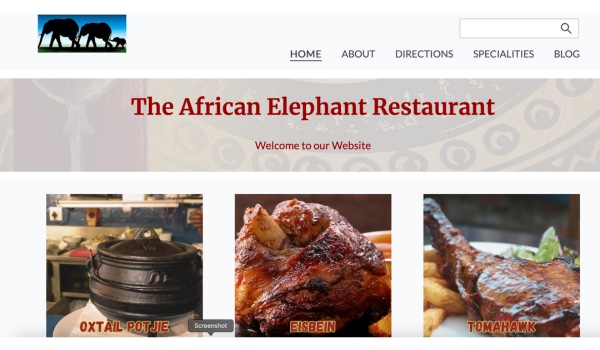 HOME ABOUT DIRECTIONS SPECIALITIES BLOG
The African Elephant Restaurant
Welcome to our Website
OXTAIL POTJIE EISBEIN TOMAHAWK
Screenshot